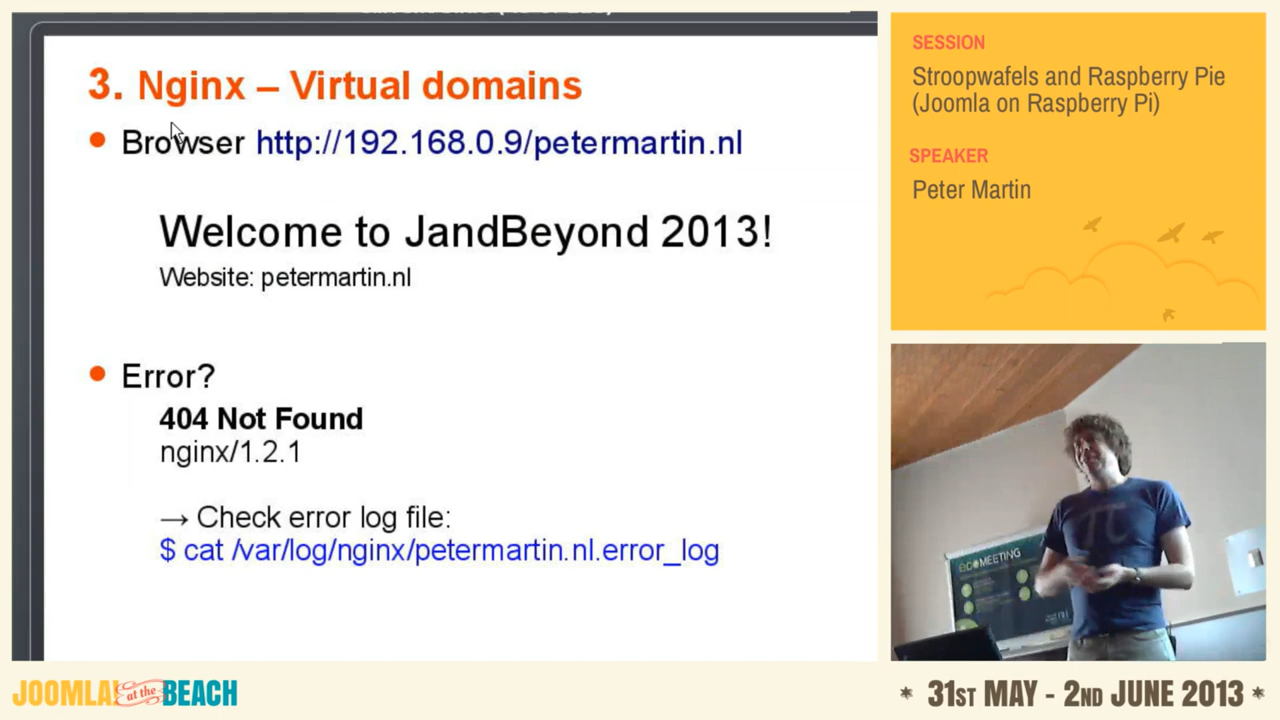 3. Nginx – Virtual domains
Browser http://192.168.0.9/petermartin.nl
Welcome to JandBeyond 2013!
Website: petermartin.nl
Error?
404 Not Found
nginx/1.2.1
→ Check error log file:
$ cat /var/log/nginx/petermartin.nl.error_log
SESSION
Stroopwafels and Raspberry Pie
(Joomla on Raspberry Pi)
SPEAKER
Peter Martin
π
ecoMEETING
JOOMLA! at the BEACH
* 31ST MAY - 2ND JUNE 2013 *